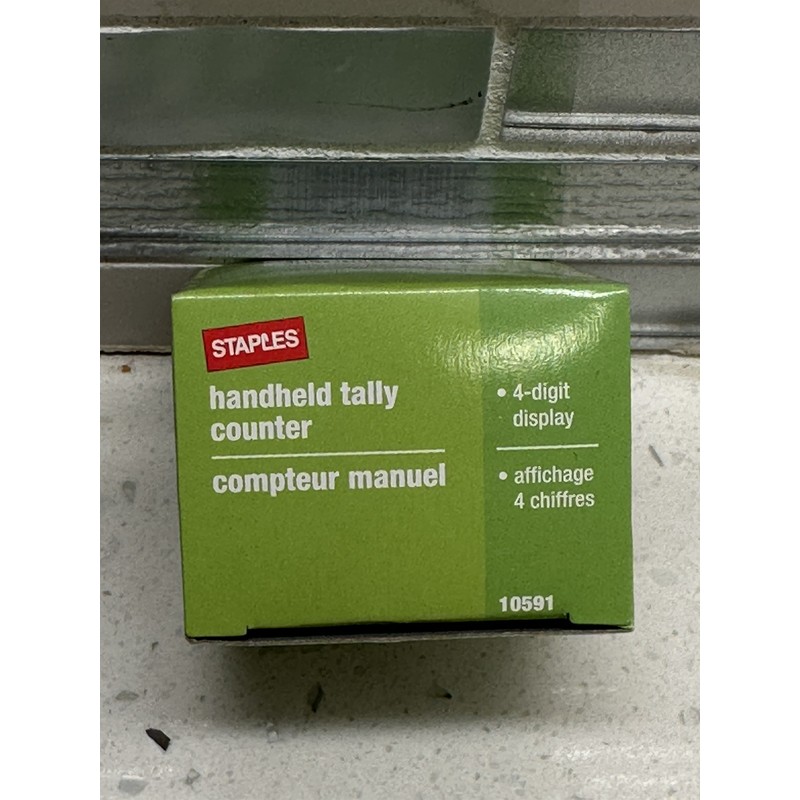 STAPLES
handheld tally
counter
compteur manuel
• 4-digit
display
• affichage
4 chiffres
10591